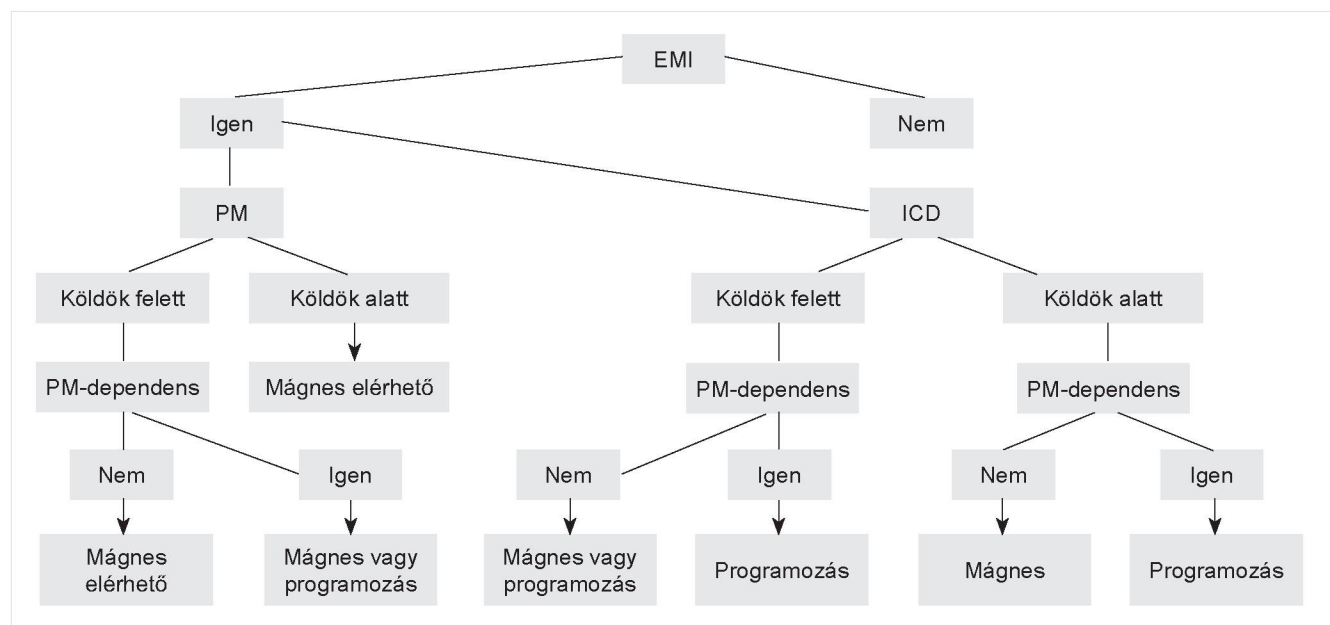 EMI
Igen
Nem
PM
ICD
Köldök felett
Köldök alatt
Köldök felett
Köldök alatt
PM-dependens
Mágnes elérhető
PM-dependens
PM-dependens
Nem
Igen
Nem
Igen
Nem
Igen
Mágnes
elérhető
Mágnes vagy
programozás
Mágnes vagy
programozás
Programozás
Mágnes
Programozás